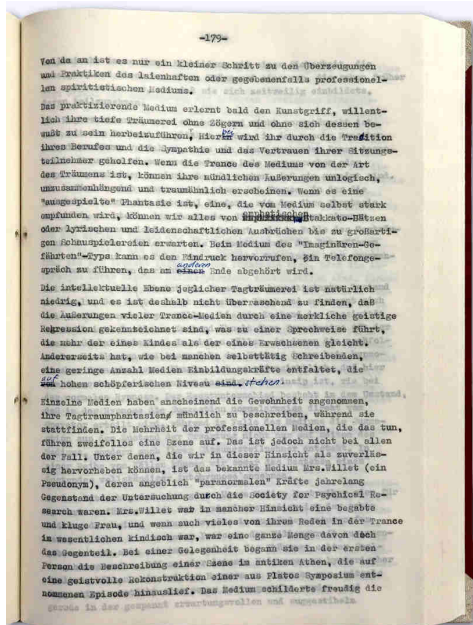 -179-
Von da an ist es nur ein kleiner Schritt zu den Überzeugungen
und Praktiken des laienhaften oder gegebenenfalls professionel-
len spiritistischen Mediums.
Das praktizierende Medium erlernt bald den Kunstgriff, willent-
lich ihre tiefe Träumerei ohne Zögern und ohne sich dessen be-
wußt zu sein herbeizuführen. Hier wird ihr durch die Tradition
ihres Berufes und die Sympathie und das Vertrauen ihrer Sitzungs-
teilnehmer geholfen. Wenn die Trance des Mediums von der Art
des Träumens ist, können ihre mündlichen Äußerungen unlogisch,
unzusammenhängend und traumähnlich erscheinen. Wenn es eine
"ausgespielte" Phantasie ist, eine, die vom Medium selbst stark
empfunden wird, können wir alles von emphatischen Stakkato-Sätzen
oder lyrischen und leidenschaftlichen Ausbrüchen bis zu großarti-
gen Schauspielereien erwarten. Beim Medium des "Imaginären-Ge-
fährten"-Typs kann es den Eindruck hervorrufen, ein Telefonge-
spräch zu führen, das am andern Ende abgehört wird.
Die intellektuelle Ebene jeglicher Tagträumerei ist natürlich
niedrig, und es ist deshalb nicht überraschend zu finden, daß
die Äußerungen vieler Trance-Medien durch eine merkliche geistige
Regression gekennzeichnet sind, was zu einer Sprechweise führt,
die mehr der eines Kindes als der eines Erwachsenen gleicht.
Andererseits hat, wie bei manchen selbsttätig Schreibenden,
eine geringe Anzahl Medien Einbildungskräfte entfaltet, die
auf hohem schöpferischen Niveau sind. stehen.
Einzelne Medien haben anscheinend die Gewohnheit angenommen,
ihre Tagtraumphantasien mündlich zu beschreiben, während sie
stattfinden. Die Mehrheit der professionellen Medien, die das tun,
führen zweifellos eine Szene auf. Das ist jedoch nicht bei allen
der Fall. Unter denen, die wir in dieser Hinsicht als zuverläs-
sig hervorheben können, ist das bekannte Medium Mrs.Willet (ein
Pseudonym), deren angeblich "paranormalen" Kräfte jahrelang
Gegenstand der Untersuchung durch die Society for Psychical Re-
search waren. Mrs.Willet war in mancher Hinsicht eine begabte
und kluge Frau, und wenn auch vieles von ihren Reden in der Trance
im wesentlichen kindisch war, war eine ganze Menge davon doch
das Gegenteil. Bei einer Gelegenheit begann sie in der ersten
Person die Beschreibung einer Szene im antiken Athen, die auf
eine geistvolle Rekonstruktion einer aus Platos Symposium ent-
nommenen Episode hinauslief. Das Medium schilderte freudig die